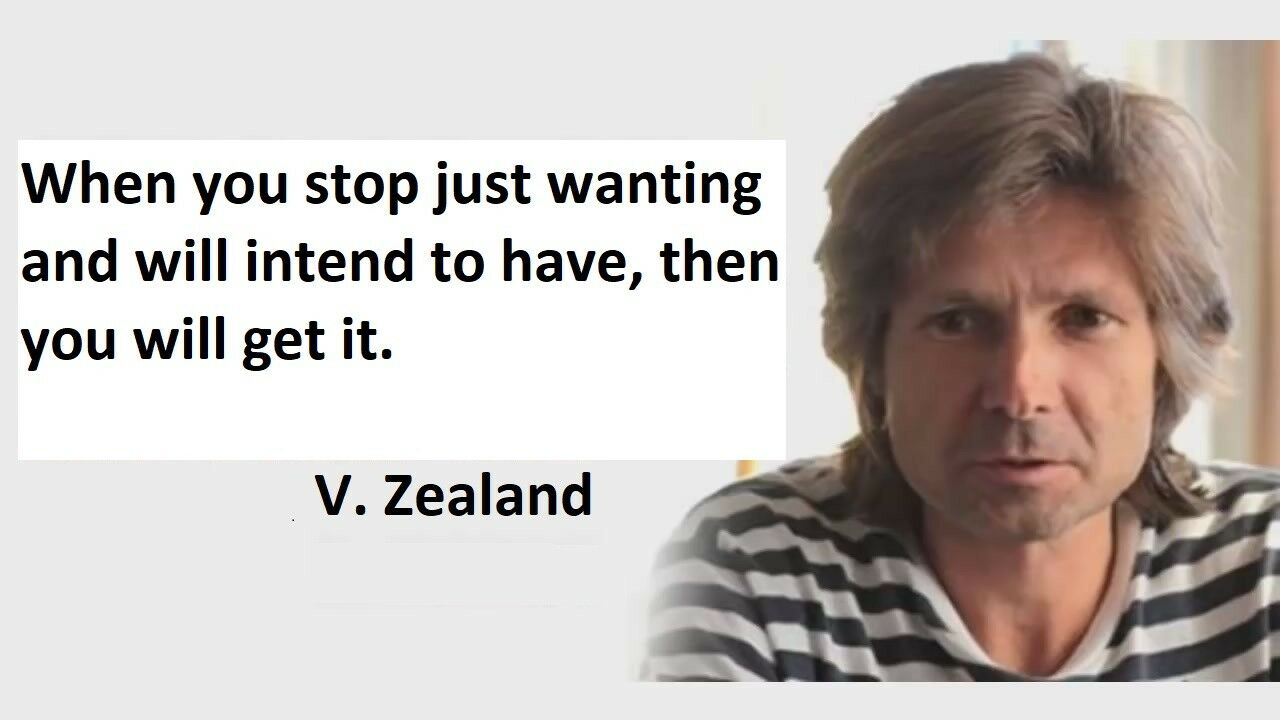 When you stop just wanting
and will intend to have, then
you will get it.
V. Zealand